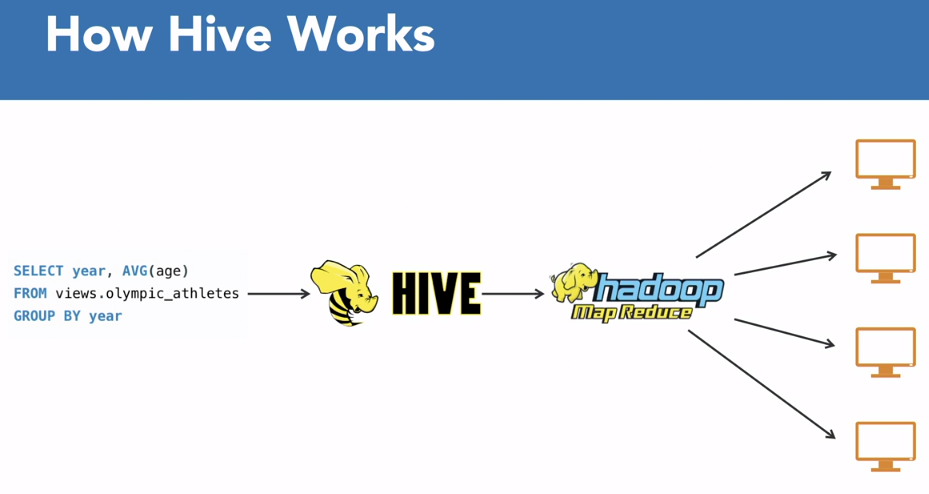 How Hive Works
SELECT year, AVG(age)
FROM views.olympic_athletes
GROUP BY year
HIVE
hadoop
Map Reduce